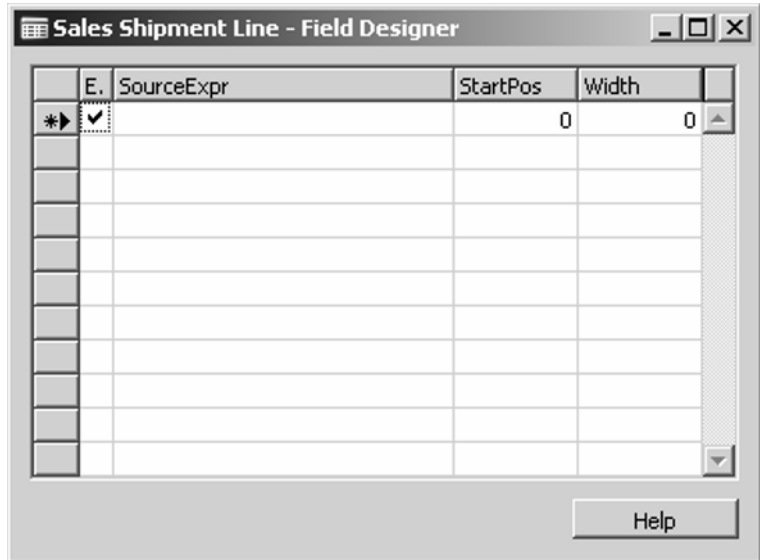 Sales Shipment Line - Field Designer
E. SourceExpr StartPos Width
0 0
Help